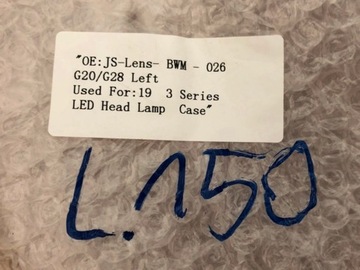 "OE:JS-Lens- BWM - 026
G20/G28 Left
Used For:19 3 Series
LED Head Lamp Case"
L.150